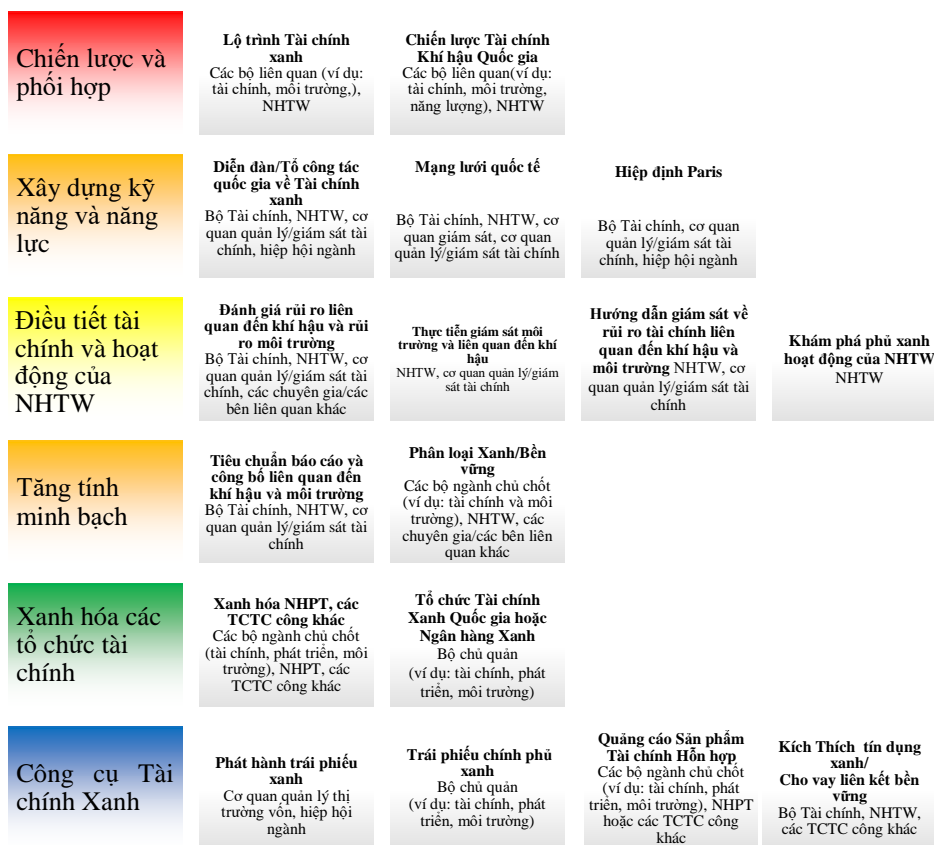 Chiến lược và
phối hợp
Lộ trình Tài chính
xanh
Các bộ liên quan (ví dụ:
tài chính, môi trường,),
NHTW
Chiến lược Tài chính
Khí hậu Quốc gia
Các bộ liên quan(ví dụ:
tài chính, môi trường,
năng lượng), NHTW
Xây dựng kỹ
năng và năng
lực
Diễn đàn/Tổ công tác
quốc gia về Tài chính
xanh
Bộ Tài chính, NHTW, cơ
quan quản lý/giám sát tài
chính, hiệp hội ngành
Mạng lưới quốc tế
Bộ Tài chính, NHTW, cơ
quan giám sát, cơ quan
quản lý/giám sát tài chính
Hiệp định Paris
Bộ Tài chính, cơ quan
quản lý/giám sát tài
chính, hiệp hội ngành
Điều tiết tài
chính và hoạt
động của
NHTW
Đánh giá rủi ro liên
quan đến khí hậu và rủi
ro môi trường
Bộ Tài chính, NHTW, cơ
quan quản lý/giám sát tài
chính, các chuyên gia/các
bên liên quan khác
Thực tiễn giám sát môi
trường và liên quan đến khí
hậu
NHTW, cơ quan quản lý/giám
sát tài chính
Hướng dẫn giám sát về
rủi ro tài chính liên
quan đến khí hậu và
môi trường NHTW, cơ
quan quản lý/giám sát tài
chính
Khám phá phủ xanh
hoạt động của NHTW
NHTW
Tăng tính
minh bạch
Tiêu chuẩn báo cáo và
công bố liên quan đến
khí hậu và môi trường
Bộ Tài chính, NHTW, cơ
quan quản lý/giám sát tài
chính
Phân loại Xanh/Bền
vững
Các bộ ngành chủ chốt
(ví dụ: tài chính và môi
trường), NHTW, các
chuyên gia/các bên liên
quan khác
Xanh hóa các
tổ chức tài
chính
Xanh hóa NHPT, các
TCTC công khác
Các bộ ngành chủ chốt
(tài chính, phát triển, môi
trường), NHPT, các
TCTC công khác
Tổ chức Tài chính
Xanh Quốc gia hoặc
Ngân hàng Xanh
Bộ chủ quản
(ví dụ: tài chính, phát
triển, môi trường)
Công cụ Tài
chính Xanh
Phát hành trái phiếu
xanh
Cơ quan quản lý thị
trường vốn, hiệp hội
ngành
Trái phiếu chính phủ
xanh
Bộ chủ quản
(ví dụ: tài chính, phát
triển, môi trường)
Quảng cáo Sản phẩm
Tài chính Hỗn hợp
Các bộ ngành chủ chốt
(ví dụ: tài chính, phát
triển, môi trường), NHPT
hoặc các TCTC công
khác
Kích Thích tín dụng
xanh/
Cho vay liên kết bền
vững
Bộ Tài chính, NHTW,
các TCTC công khác